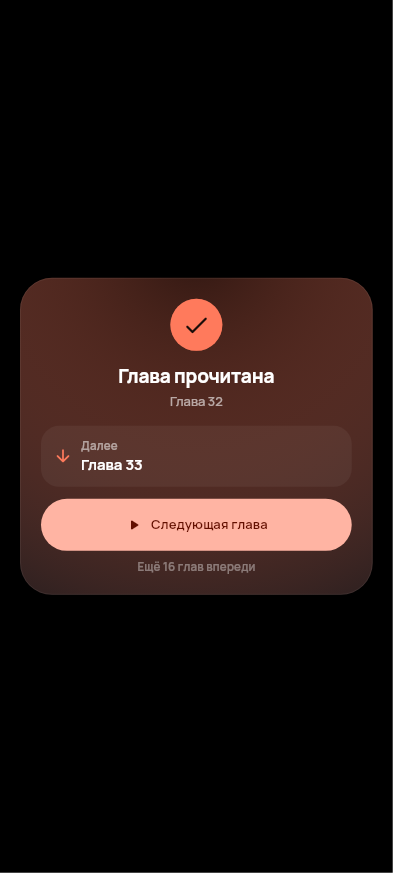 Глава прочитана
Глава 32
Далее
Глава 33
Следующая глава
Ещё 16 глав впереди